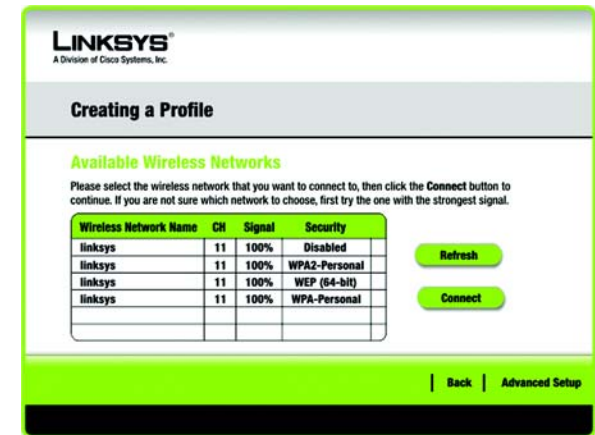 LINKSYS®
A Division of Cisco Systems, Inc.
Creating a Profile
Available Wireless Networks
Please select the wireless network that you want to connect to, then click the Connect button to
continue. If you are not sure which network to choose, first try the one with the strongest signal.
Wireless Network Name CH Signal Security
linksys 11 100% Disabled
linksys 11 100% WPA2-Personal
linksys 11 100% WEP (64-bit)
linksys 11 100% WPA-Personal
Refresh
Connect
Back Advanced Setup